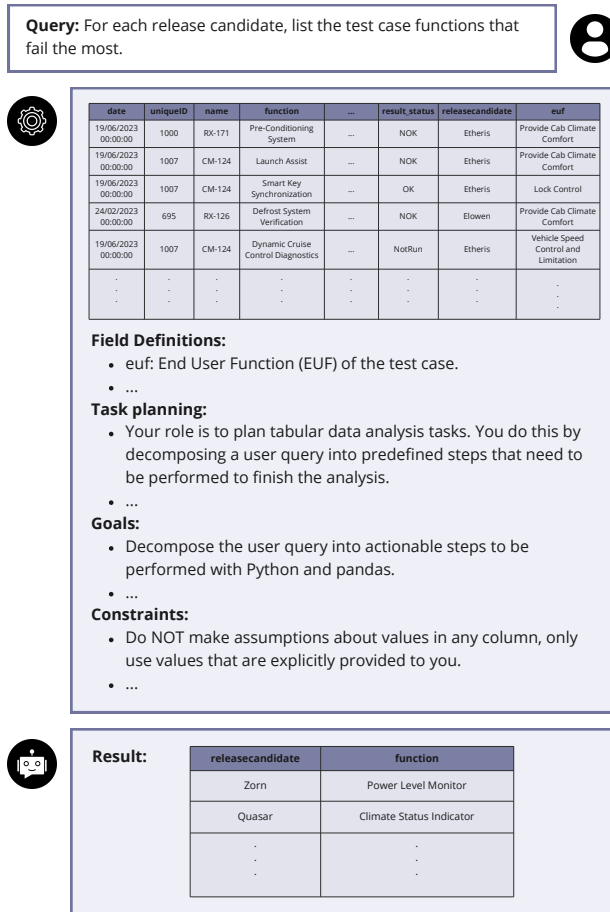 Query: For each release candidate, list the test case functions that
fail the most.
date uniqueID name function ... result_status releasecandidate euf
19/06/2023 00:00:00 1000 RX-171 Pre-Conditioning System ... NOK Etheris Provide Cab Climate Comfort
19/06/2023 00:00:00 1007 CM-124 Launch Assist ... NOK Etheris Provide Cab Climate Comfort
19/06/2023 00:00:00 1007 CM-124 Smart Key Synchronization ... OK Etheris Lock Control
24/02/2023 00:00:00 695 RX-126 Defrost System Verification ... NOK Elowen Provide Cab Climate Comfort
19/06/2023 00:00:00 1007 CM-124 Dynamic Cruise Control Diagnostics ... NotRun Etheris Vehicle Speed Control and Limitation
. . . . . . . .
. . . . . . . .
. . . . . . . .
Field Definitions:
• euf: End User Function (EUF) of the test case.
• ...
Task planning:
• Your role is to plan tabular data analysis tasks. You do this by
decomposing a user query into predefined steps that need to
be performed to finish the analysis.
• ...
Goals:
• Decompose the user query into actionable steps to be
performed with Python and pandas.
• ...
Constraints:
• Do NOT make assumptions about values in any column, only
use values that are explicitly provided to you.
• ...
Result:
releasecandidate function
Zorn Power Level Monitor
Quasar Climate Status Indicator
. .
. .
. .